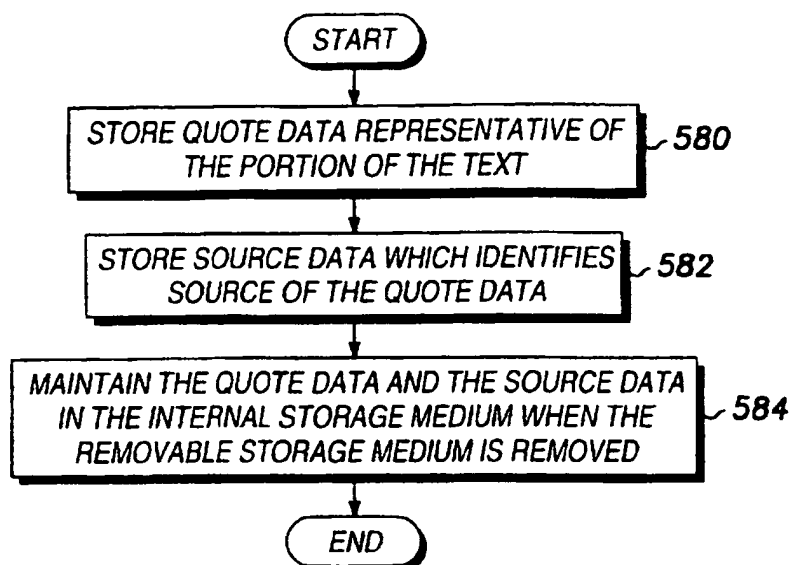 START
STORE QUOTE DATA REPRESENTATIVE OF
THE PORTION OF THE TEXT
580
STORE SOURCE DATA WHICH IDENTIFIES
SOURCE OF THE QUOTE DATA
582
MAINTAIN THE QUOTE DATA AND THE SOURCE DATA
IN THE INTERNAL STORAGE MEDIUM WHEN THE
REMOVABLE STORAGE MEDIUM IS REMOVED
584
END